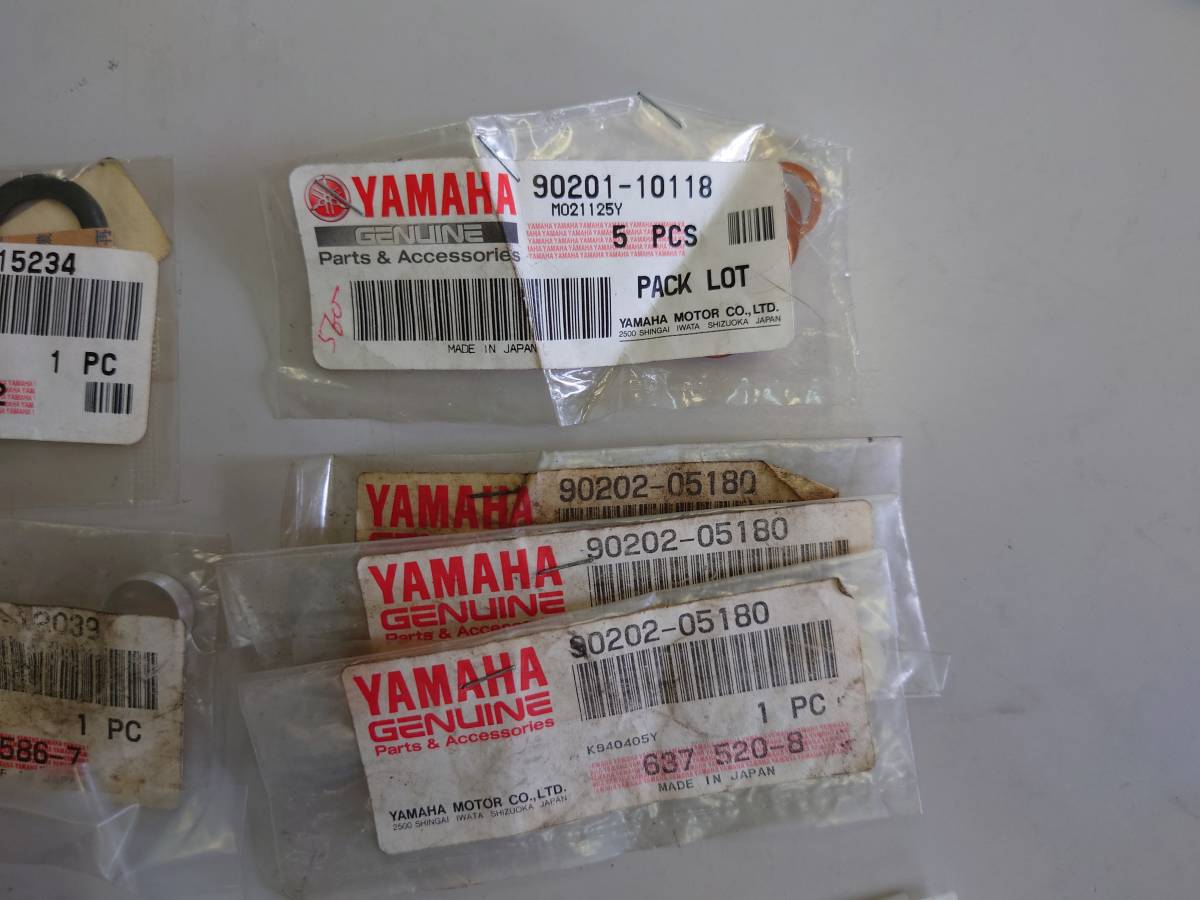 YAMAHA
GENUINE
Parts & Accessories
90201-10118
M021125Y
5 PCS
PACK LOT
YAMAHA MOTOR CO.,LTD.
2500 SHINGAI IWATA SHIZUOKA JAPAN
MADE IN JAPAN
560-
15234
1 PC
YAMAHA
90202-05180
YAMAHA
GENUINE
Parts & Accessories
90202-05180
YAMAHA
GENUINE
Parts & Accessories
90202-05180
1 PC
K940405Y
637 520-8
MADE IN JAPAN
YAMAHA MOTOR CO.,LTD.
2500 SHINGAI IWATA SHIZUOKA JAPAN
1 PC
586-7